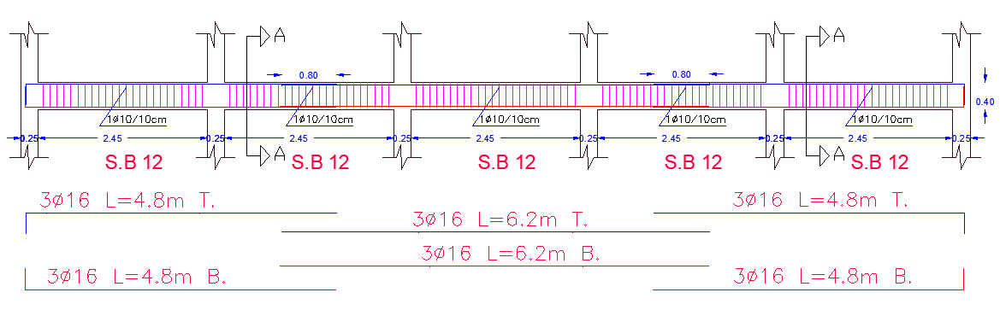 A A
0.80 0.80
0.40
1ø10/10cm 1ø10/10cm 1ø10/10cm 1ø10/10cm 1ø10/10cm
0.25 2.45 0.25 2.45 0.25 2.45 0.25 2.45 0.25 2.45 0.25
A A
S.B 12 S.B 12 S.B 12 S.B 12 S.B 12
3ø16 L=4.8m T. 3ø16 L=4.8m T.
3ø16 L=6.2m T.
3ø16 L=6.2m B.
3ø16 L=4.8m B. 3ø16 L=4.8m B.